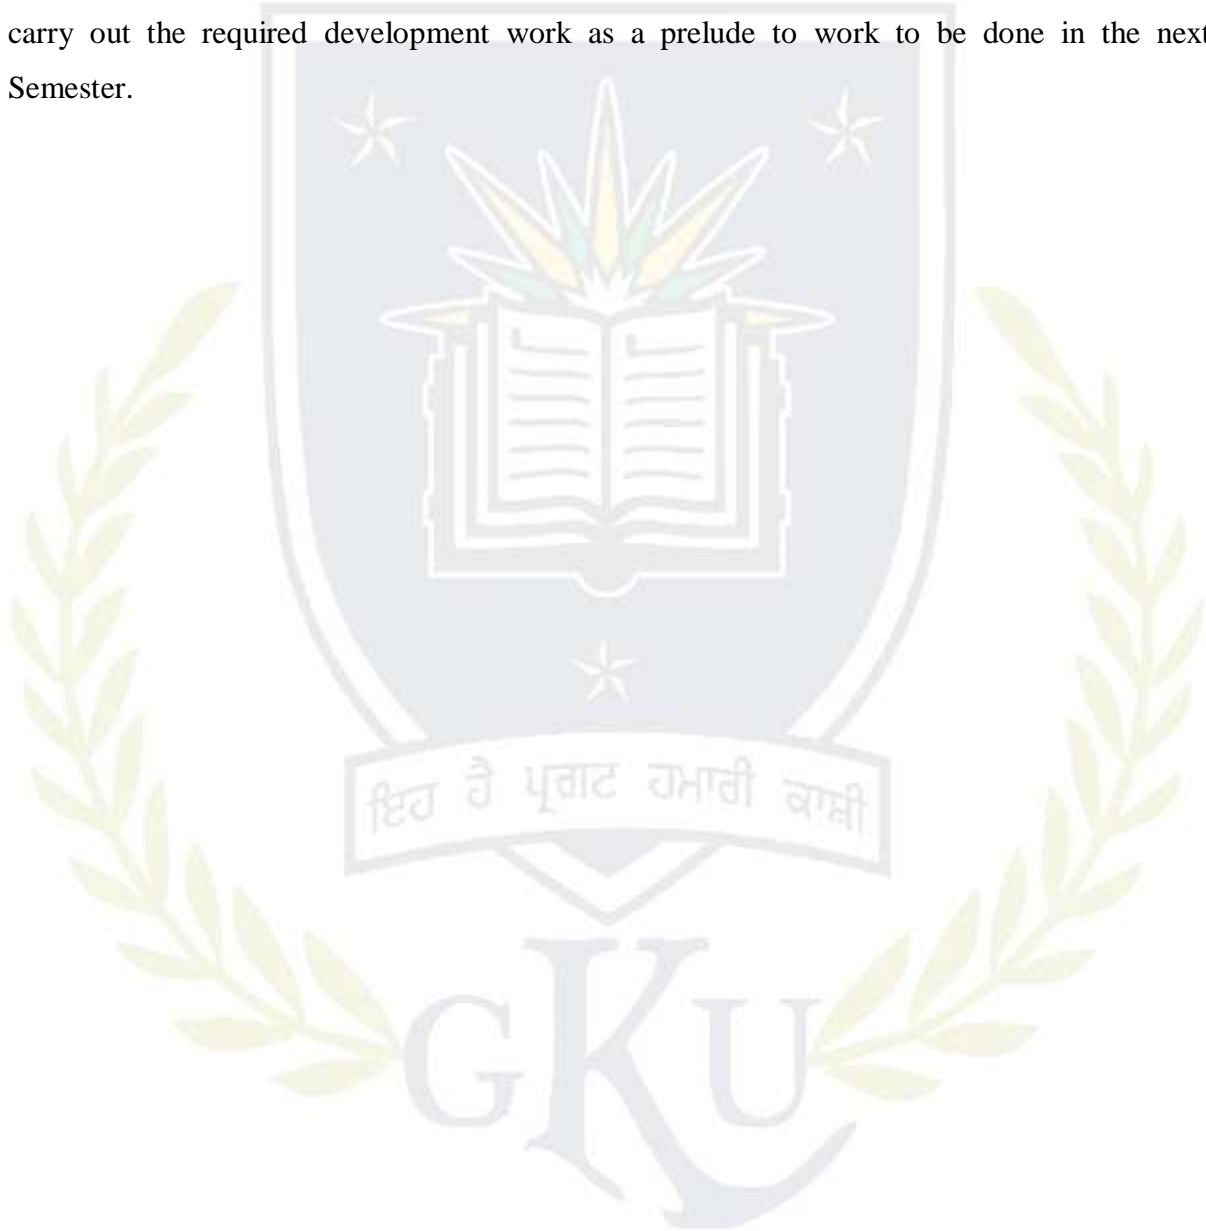 carry out the required development work as a prelude to work to be done in the next
Semester.
ਇਹ ਹੈ ਪ੍ਰਗਟ ਹਮਾਰੀ ਕਾਸ਼ੀ
GKU